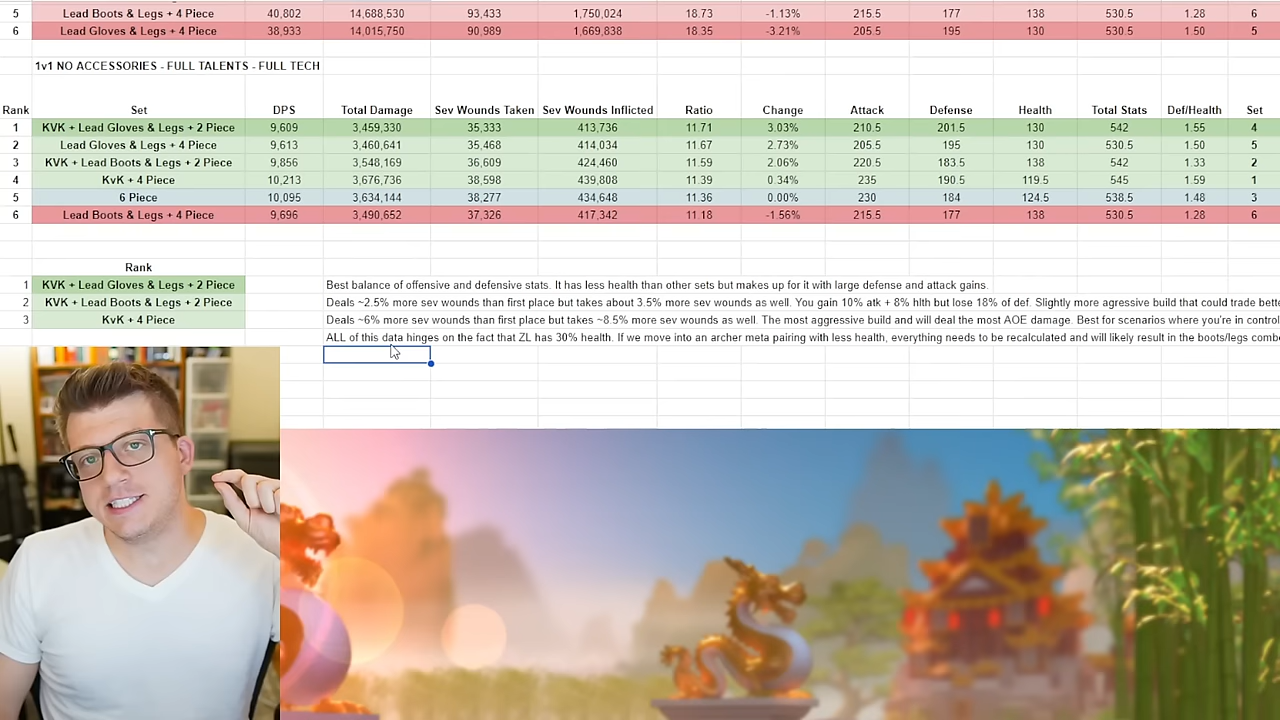 5 Lead Boots & Legs + 4 Piece 40,802 14,688,530 93,433 1,750,024 18.73 -1.13% 215.5 177 138 530.5 1.28 6
6 Lead Gloves & Legs + 4 Piece 38,933 14,015,750 90,989 1,669,838 18.35 -3.21% 205.5 195 130 530.5 1.50 5
1v1 NO ACCESSORIES - FULL TALENTS - FULL TECH
Rank Set DPS Total Damage Sev Wounds Taken Sev Wounds Inflicted Ratio Change Attack Defense Health Total Stats Def/Health Set
1 KVK + Lead Gloves & Legs + 2 Piece 9,609 3,459,330 35,333 413,736 11.71 3.03% 210.5 201.5 130 542 1.55 4
2 Lead Gloves & Legs + 4 Piece 9,613 3,460,641 35,468 414,034 11.67 2.73% 205.5 195 130 530.5 1.50 5
3 KVK + Lead Boots & Legs + 2 Piece 9,856 3,548,169 36,609 424,460 11.59 2.06% 220.5 183.5 138 542 1.33 2
4 KvK + 4 Piece 10,213 3,676,736 38,598 439,808 11.39 0.34% 235 190.5 119.5 545 1.59 1
5 6 Piece 10,095 3,634,144 38,277 434,648 11.36 0.00% 230 184 124.5 538.5 1.48 3
6 Lead Boots & Legs + 4 Piece 9,696 3,490,652 37,326 417,342 11.18 -1.56% 215.5 177 138 530.5 1.28 6
Rank
1 KVK + Lead Gloves & Legs + 2 Piece Best balance of offensive and defensive stats. It has less health than other sets but makes up for it with large defense and attack gains.
2 KVK + Lead Boots & Legs + 2 Piece Deals ~2.5% more sev wounds than first place but takes about 3.5% more sev wounds as well. You gain 10% atk + 8% hlth but lose 18% of def. Slightly more agressive build that could trade bette
3 KvK + 4 Piece Deals ~6% more sev wounds than first place but takes ~8.5% more sev wounds as well. The most aggressive build and will deal the most AOE damage. Best for scenarios where you're in control
ALL of this data hinges on the fact that ZL has 30% health. If we move into an archer meta pairing with less health, everything needs to be recalculated and will likely result in the boots/legs comb